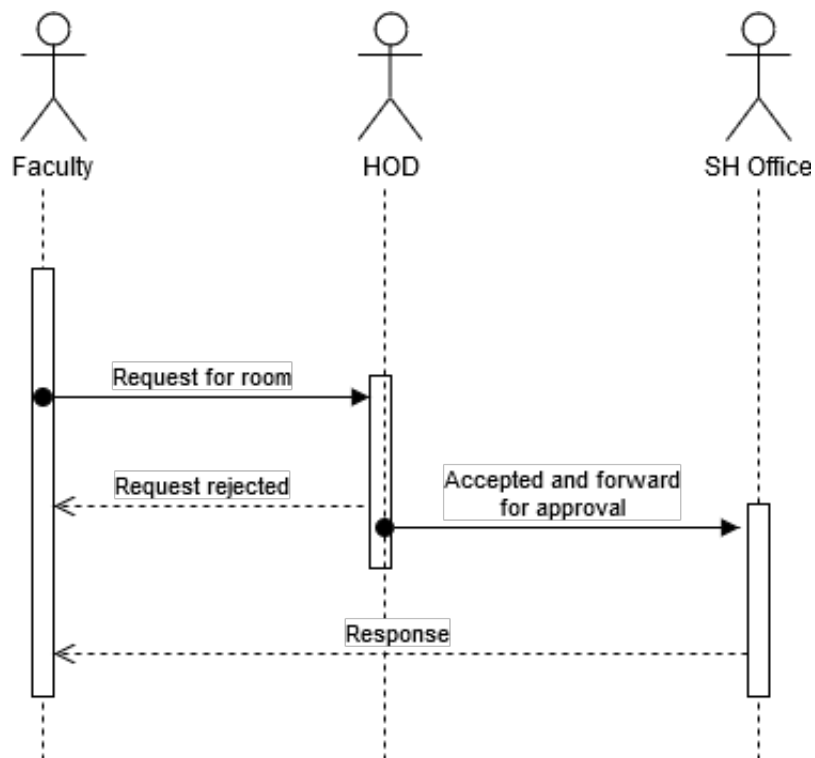 Faculty
HOD
SH Office
Request for room
Request rejected
Accepted and forward
for approval
Response